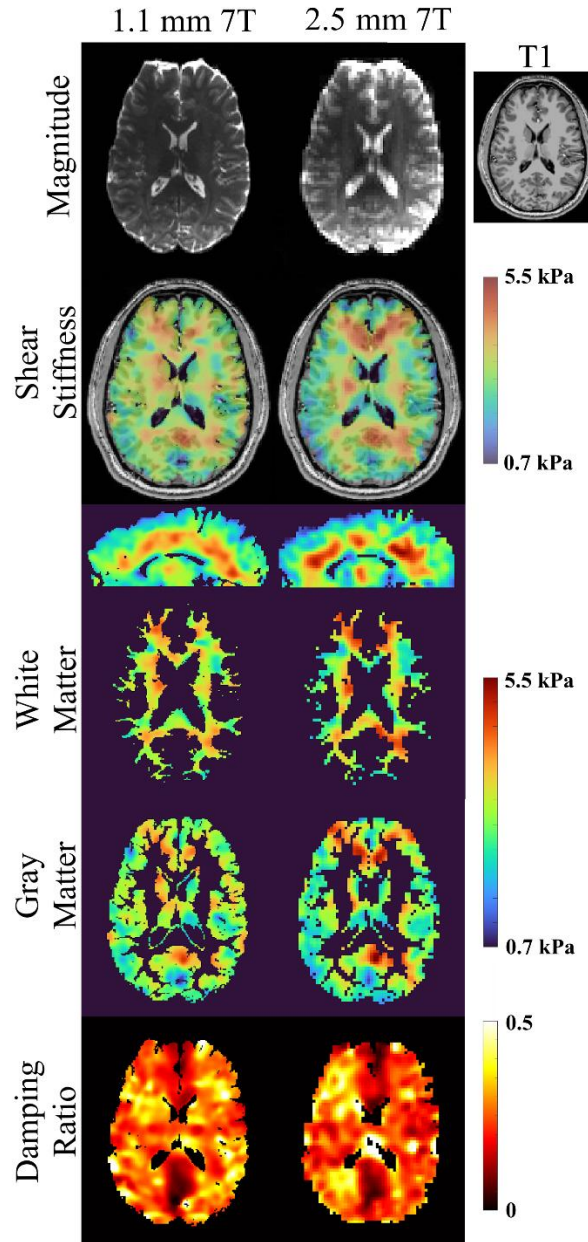 1.1 mm 7T
2.5 mm 7T
T1
Magnitude
Shear
Stiffness
5.5 kPa
0.7 kPa
White
Matter
5.5 kPa
Gray
Matter
0.7 kPa
Damping
Ratio
0.5
0